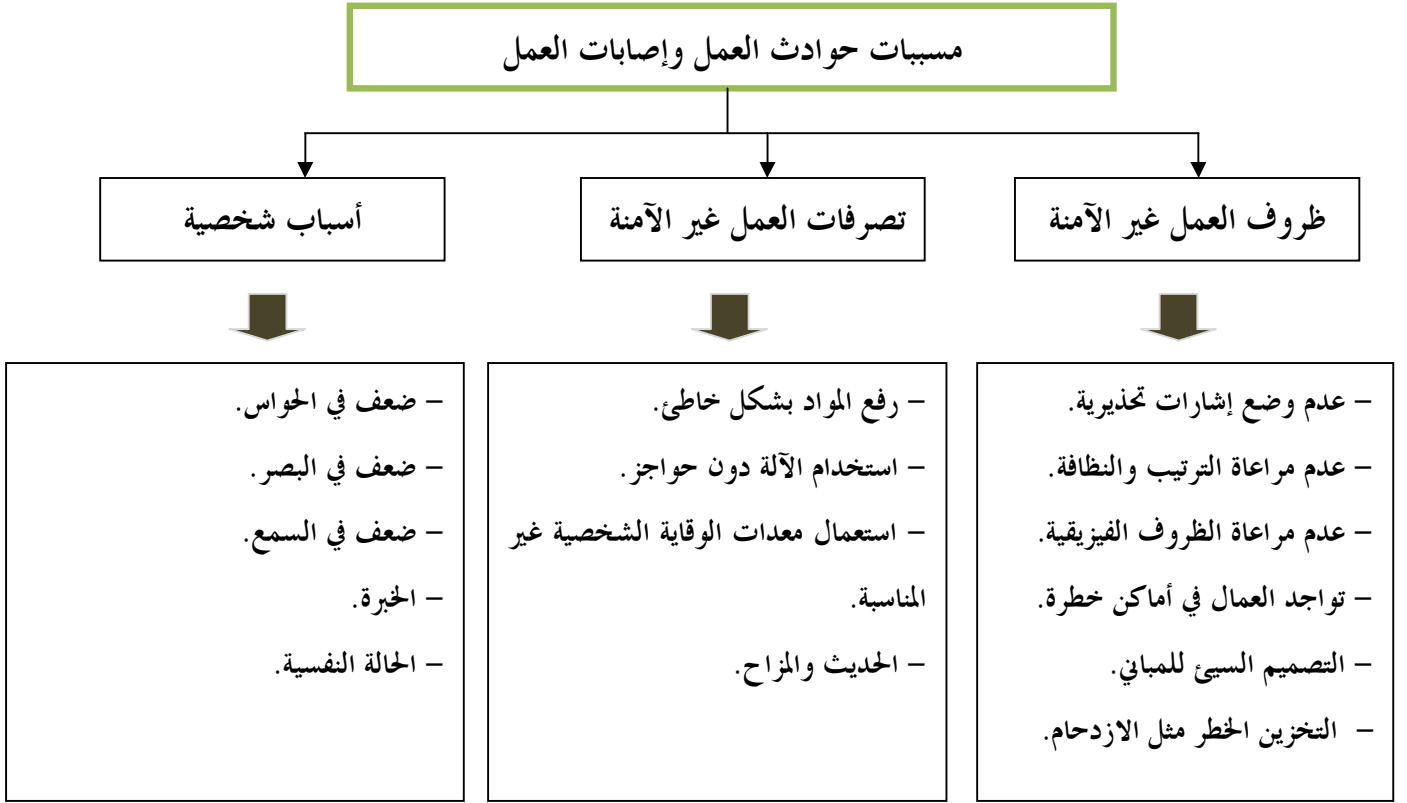 مسببات حوادث العمل وإصابات العمل
ظروف العمل غير الآمنة
تصرفات العمل غير الآمنة
أسباب شخصية
– عدم وضع إشارات تحذيرية.
– عدم مراعاة الترتيب والنظافة.
– عدم مراعاة الظروف الفيزيقية.
– تواجد العمال في أماكن خطرة.
– التصميم السيئ للمباني.
– التخزين الخطر مثل الازدحام.
– رفع المواد بشكل خاطئ.
– استخدام الآلة دون حواجز.
– استعمال معدات الوقاية الشخصية غير
المناسبة.
– الحديث والمزاح.
– ضعف في الحواس.
– ضعف في البصر.
– ضعف في السمع.
– الخبرة.
– الحالة النفسية.